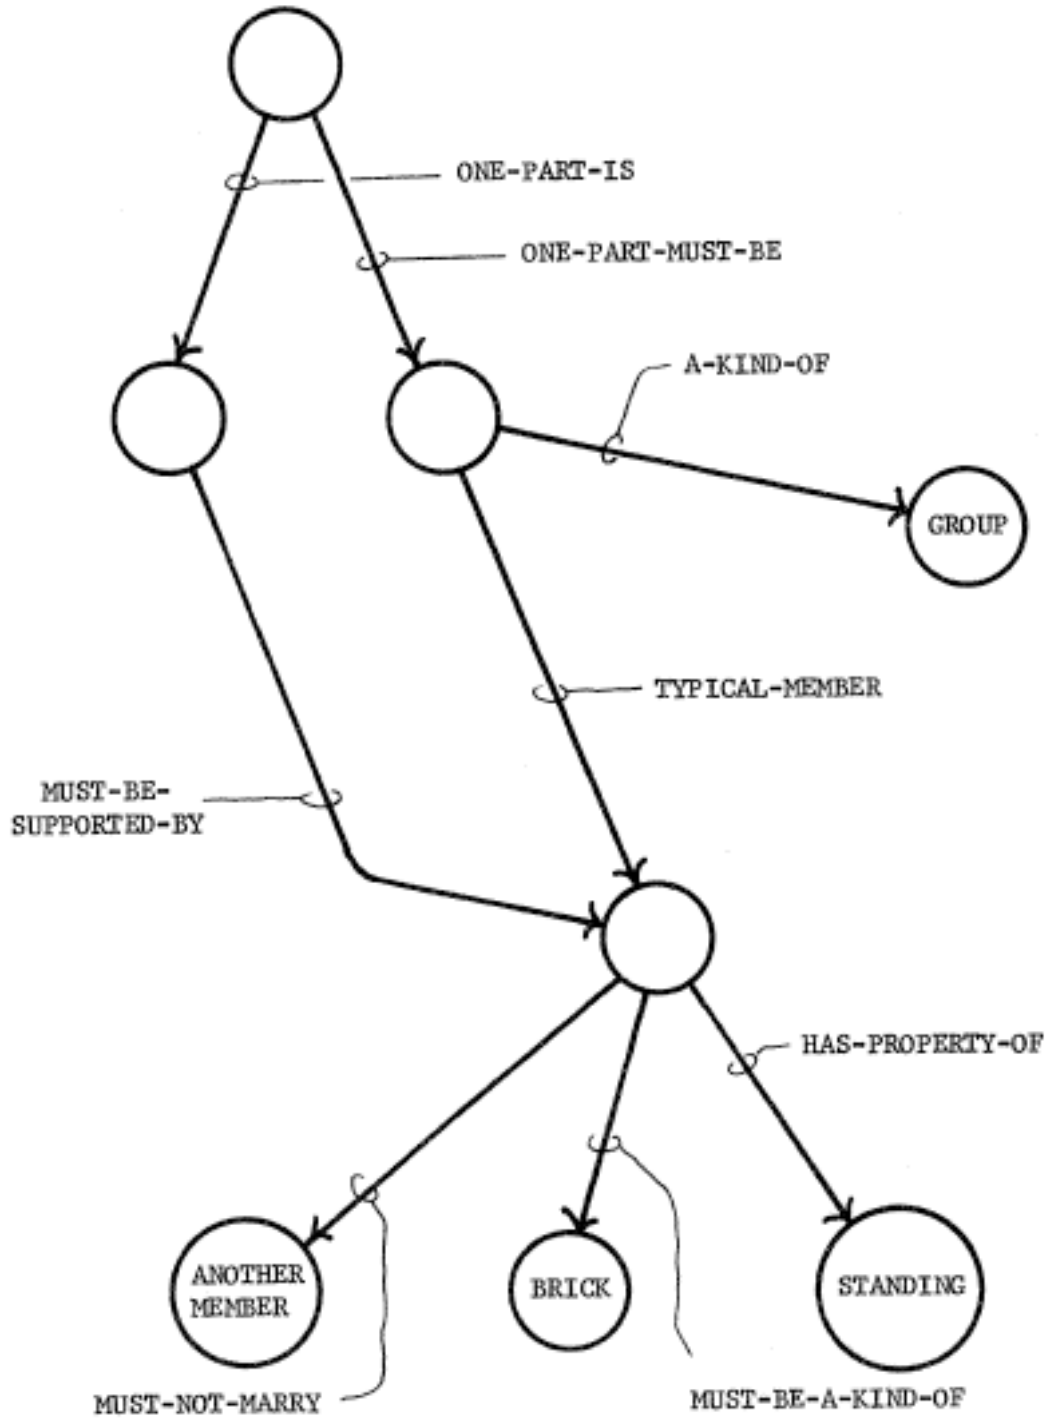 ONE-PART-IS
ONE-PART-MUST-BE
A-KIND-OF
GROUP
TYPICAL-MEMBER
MUST-BE-
SUPPORTED-BY
HAS-PROPERTY-OF
ANOTHER
MEMBER
BRICK
STANDING
MUST-NOT-MARRY
MUST-BE-A-KIND-OF